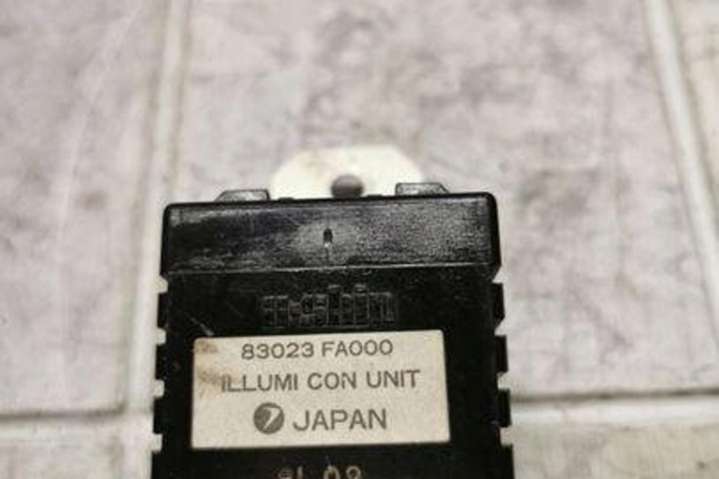 83023 FA000
ILLUMI CON UNIT
JAPAN